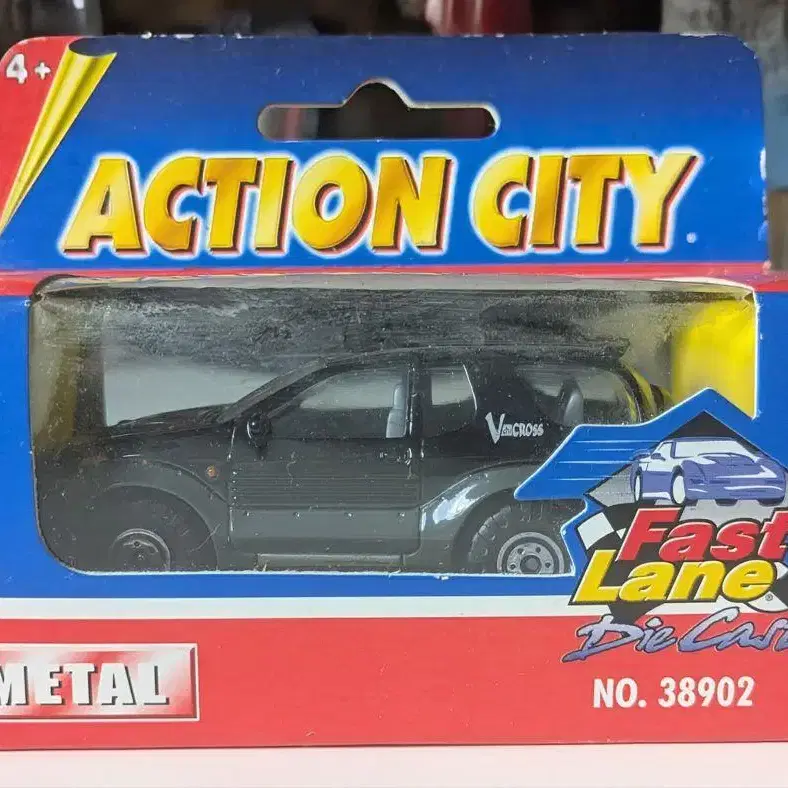 4+
ACTION CITY
VehiCROSS
Fast
Lane
Die Cast
METAL
NO. 38902